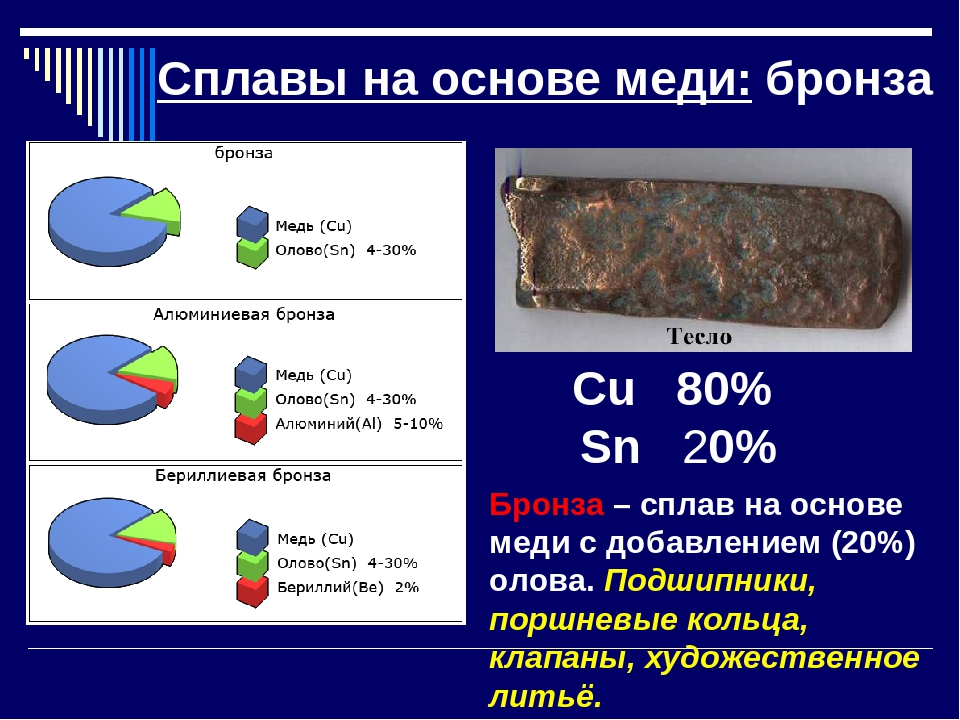 Сплавы на основе меди: бронза
бронза
Медь (Cu)
Олово(Sn) 4-30%
Алюминиевая бронза
Медь (Cu)
Олово(Sn) 4-30%
Алюминий(Al) 5-10%
Бериллиевая бронза
Медь (Cu)
Олово(Sn) 4-30%
Бериллий(Be) 2%
Тесло
Cu 80%
Sn 20%
Бронза – сплав на основе
меди с добавлением (20%)
олова. Подшипники,
поршневые кольца,
клапаны, художественное
литьё.